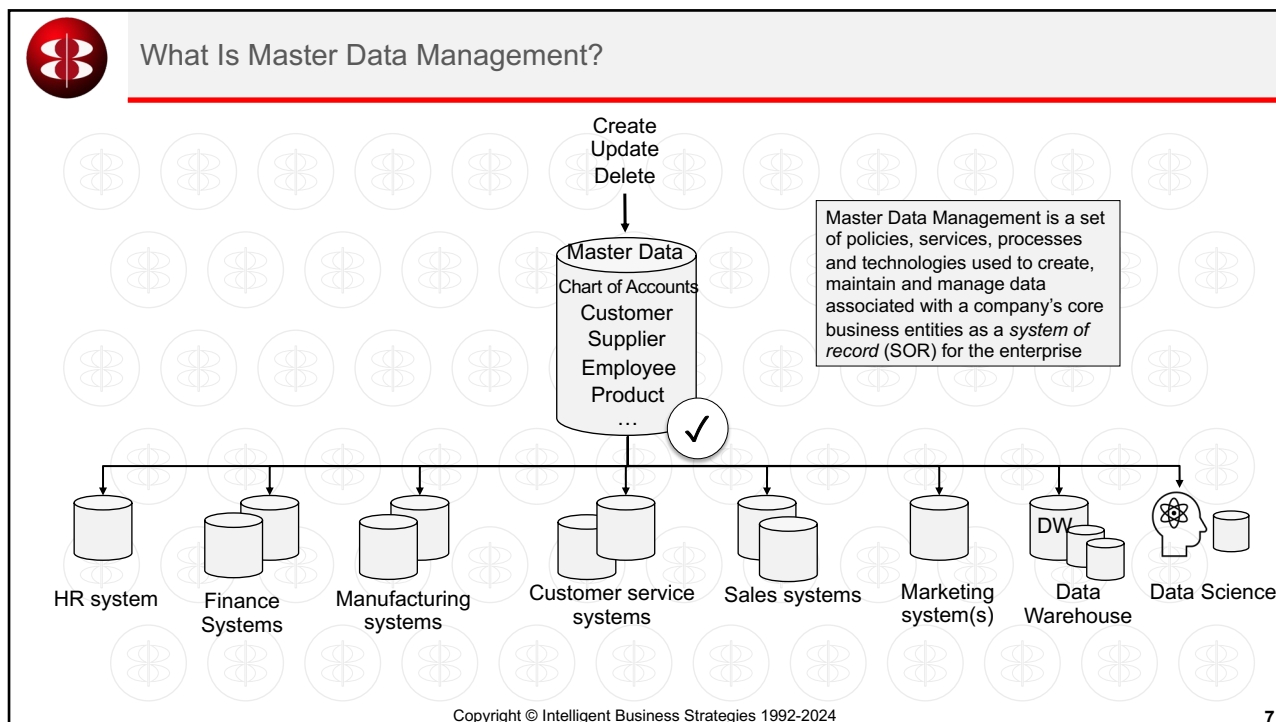 What Is Master Data Management?
Create
Update
Delete
Master Data
Chart of Accounts
Customer
Supplier
Employee
Product
…
✓
Master Data Management is a set
of policies, services, processes
and technologies used to create,
maintain and manage data
associated with a company’s core
business entities as a system of
record (SOR) for the enterprise
DW
HR system
Finance
Systems
Manufacturing
systems
Customer service
systems
Sales systems
Marketing
system(s)
Data
Warehouse
Data Science
Copyright © Intelligent Business Strategies 1992-2024
7